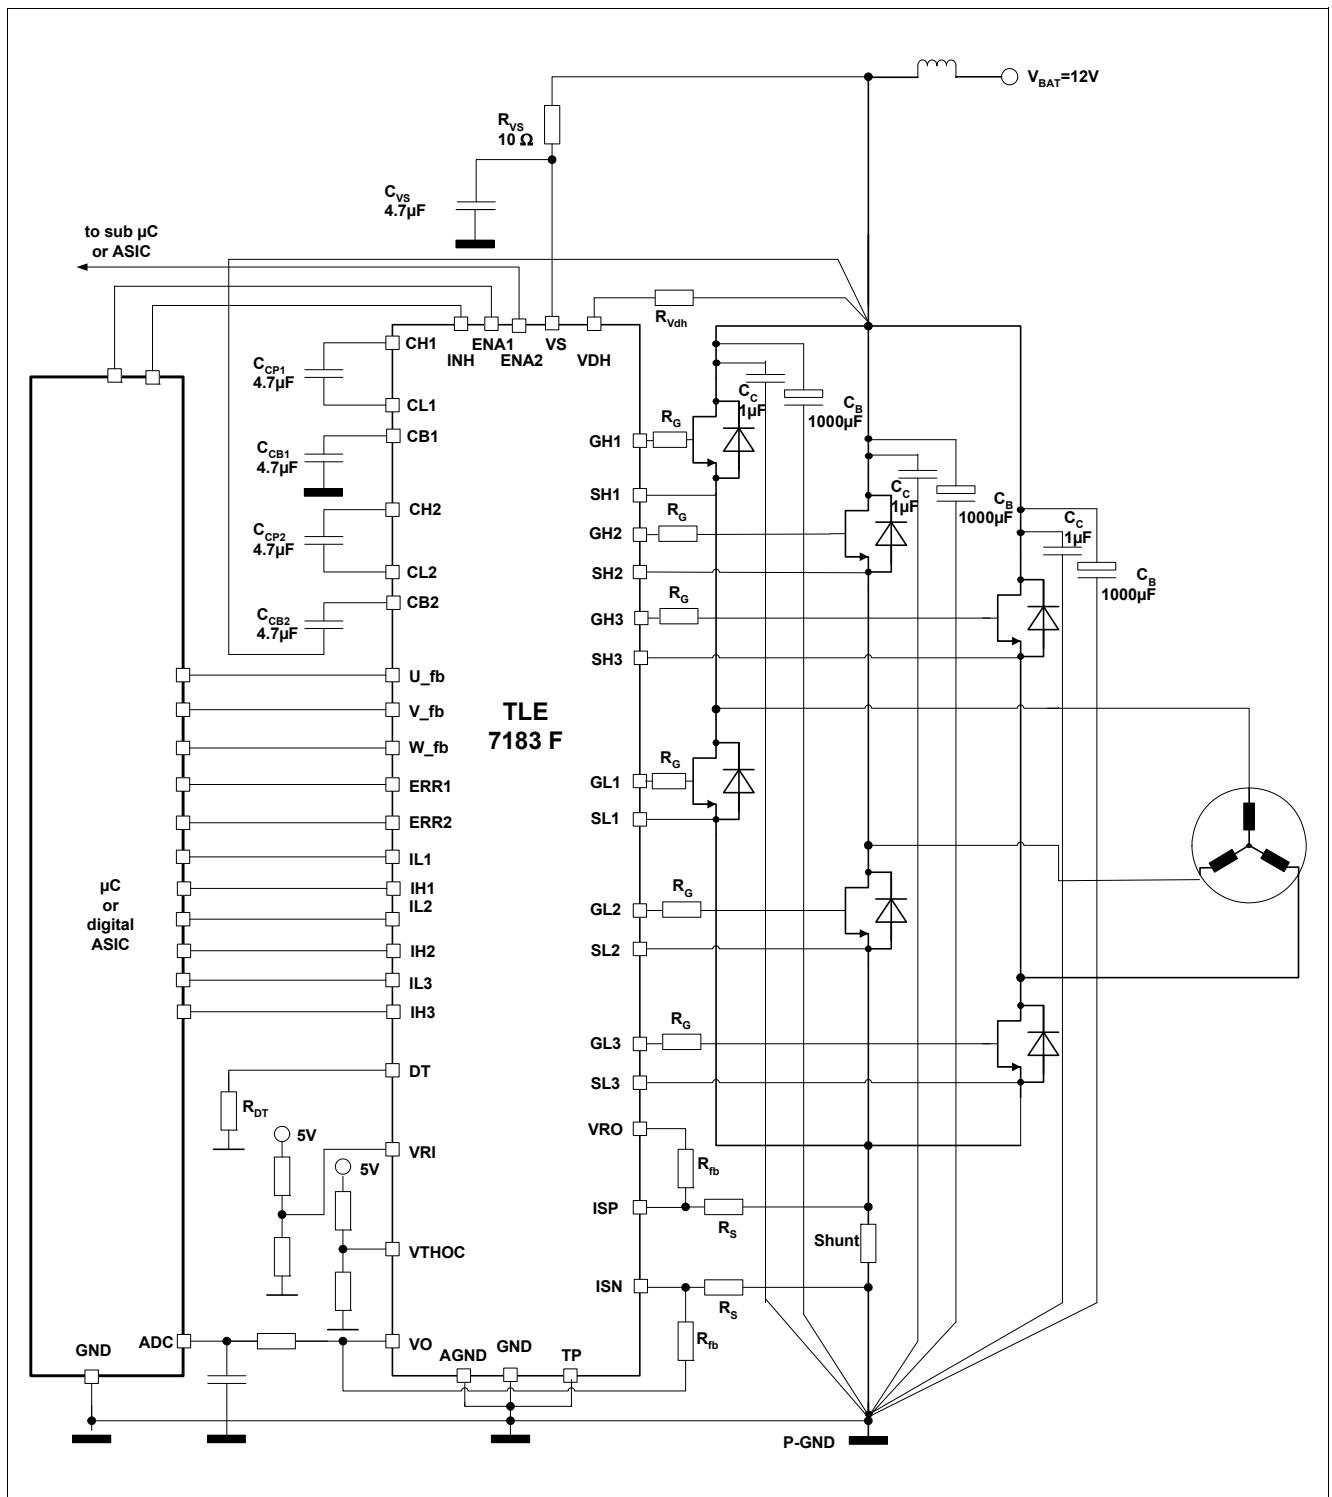 V_BAT=12V
R_VS
10 Ω
C_VS
4.7µF
to sub µC
or ASIC
R_Vdh
CH1
INH
ENA1
ENA2
VS
VDH
C_CP1
4.7µF
CL1
CB1
C_CB1
4.7µF
CH2
C_CP2
4.7µF
CL2
CB2
C_CB2
4.7µF
GH1
R_G
C_C
1µF
C_B
1000µF
SH1
GH2
R_G
C_C
1µF
C_B
1000µF
SH2
GH3
R_G
C_C
1µF
C_B
1000µF
SH3
U_fb
V_fb
W_fb
ERR1
ERR2
IL1
IH1
IL2
IH2
IL3
IH3
TLE
7183 F
GL1
R_G
SL1
GL2
R_G
SL2
GL3
R_G
SL3
µC
or
digital
ASIC
DT
R_DT
5V
VRI
5V
VTHOC
VRO
R_fb
ISP
R_S
Shunt
ISN
R_S
R_fb
GND
ADC
VO
AGND
GND
TP
P-GND